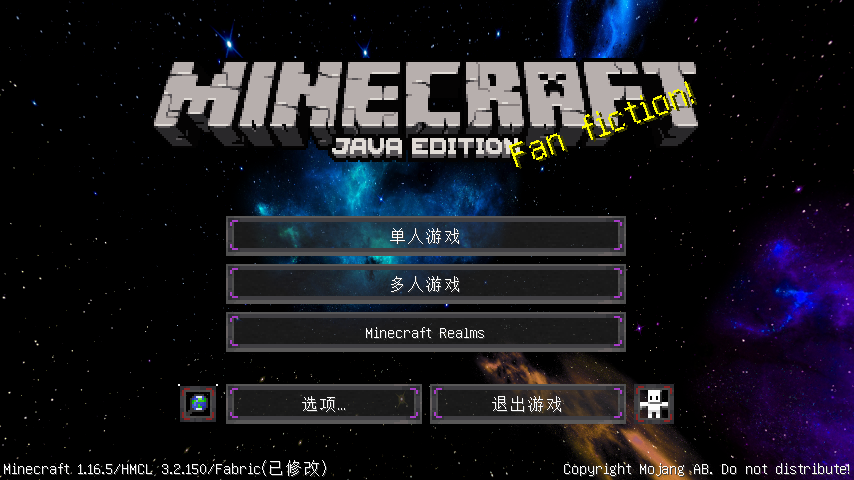 MINECRAFT
JAVA EDITION
Fan fiction!
单人游戏
多人游戏
Minecraft Realms
选项…
退出游戏
Minecraft 1.16.5/HMCL 3.2.150/Fabric(已修改)
Copyright Mojang AB. Do not distribute!